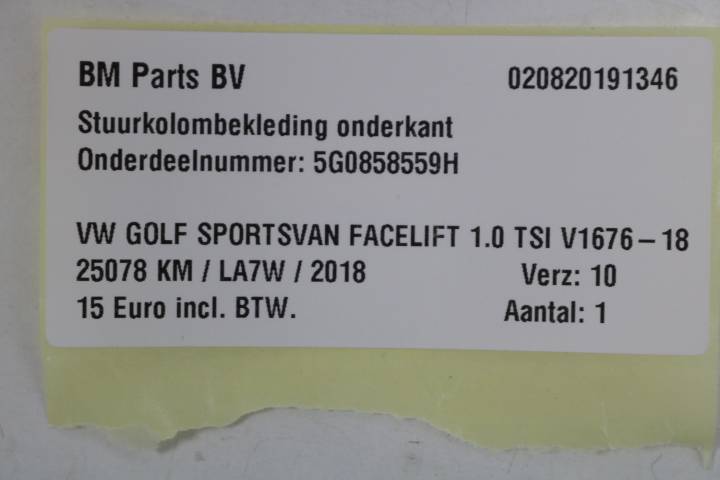 BM Parts BV 020820191346
Stuurkolombekleding onderkant
Onderdeelnummer: 5G0858559H
VW GOLF SPORTSVAN FACELIFT 1.0 TSI V1676-18
25078 KM / LA7W / 2018 Verz: 10
15 Euro incl. BTW. Aantal: 1